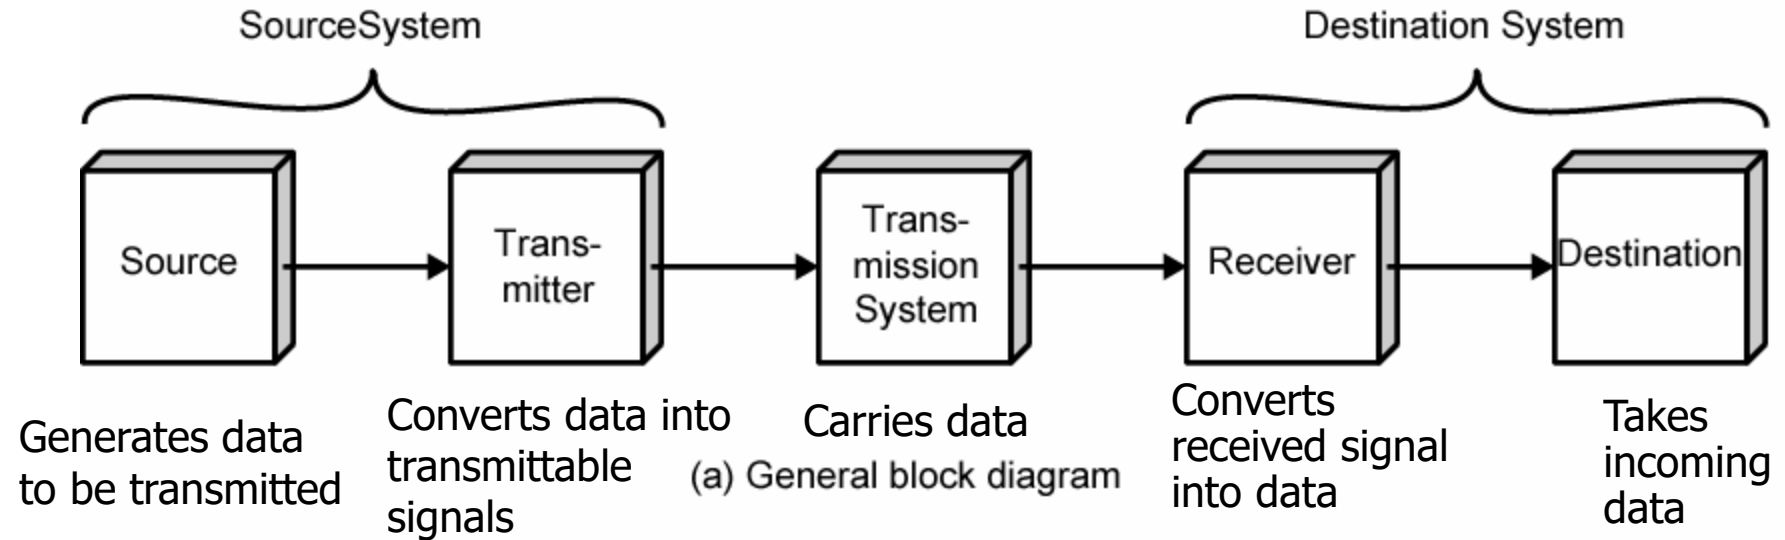 SourceSystem
Destination System
Source
Trans-
mitter
Trans-
mission
System
Receiver
Destination
Generates data
to be transmitted
Converts data into
transmittable
signals
Carries data
(a) General block diagram
Converts
received signal
into data
Takes
incoming
data